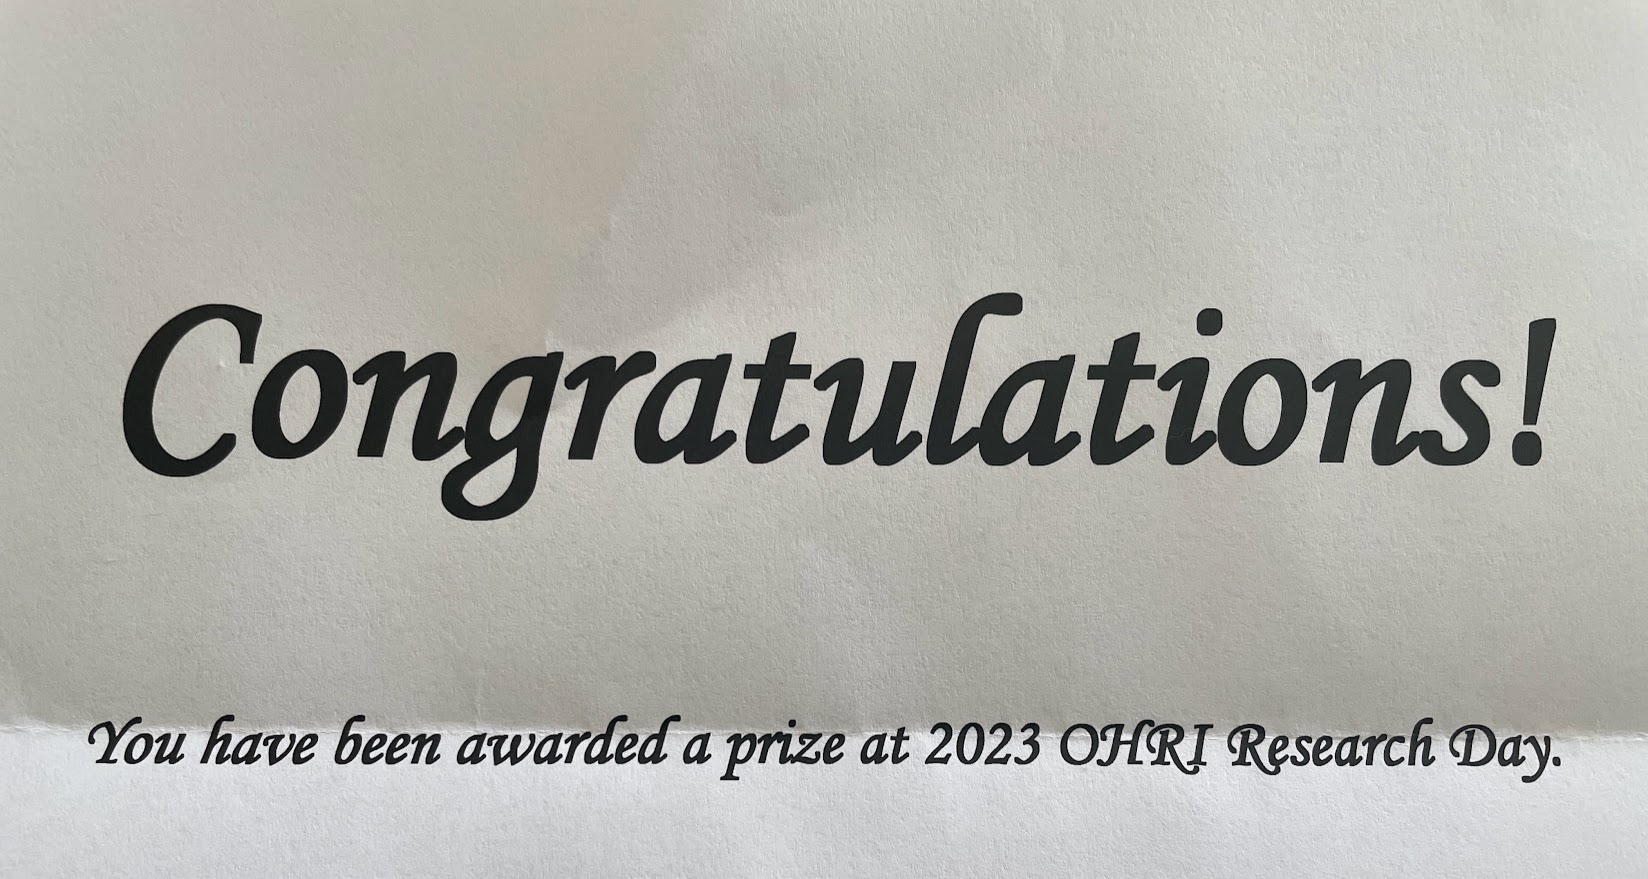 Congratulations!
You have been awarded a prize at 2023 OHRI Research Day.